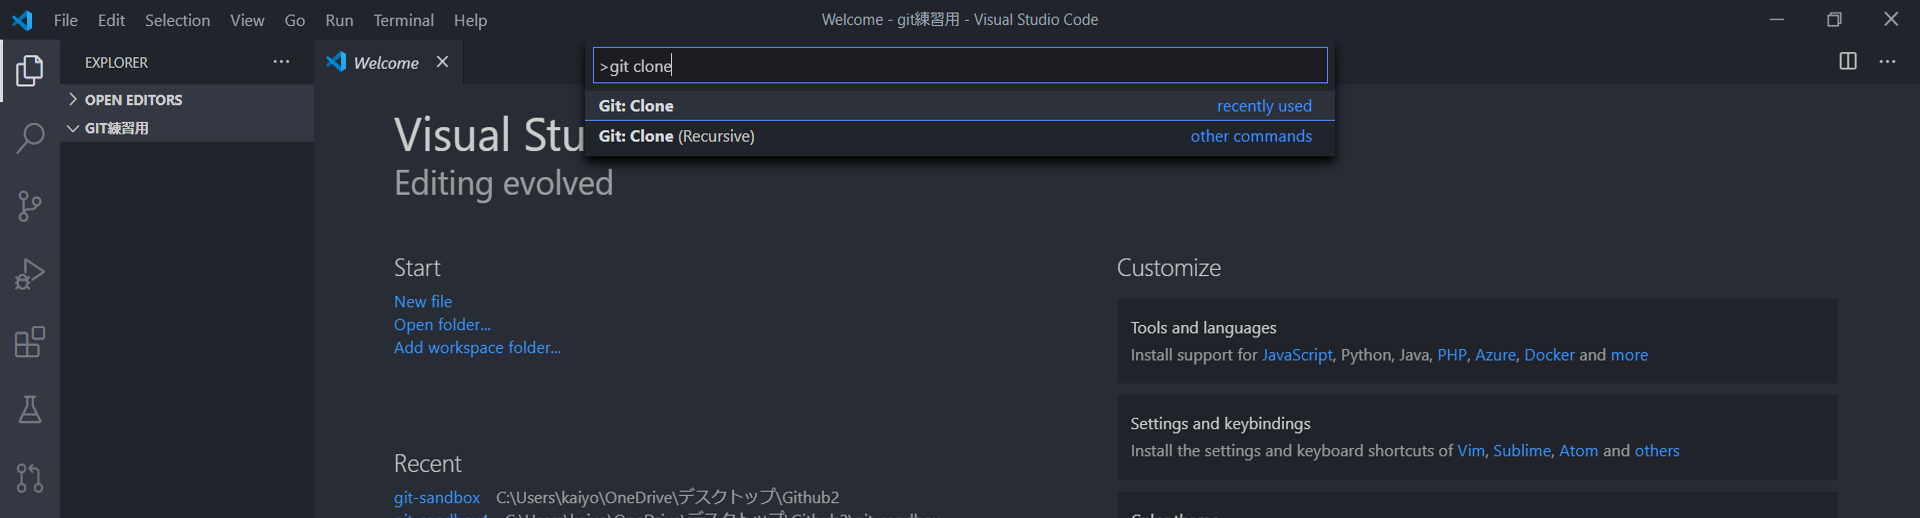 File Edit Selection View Go Run Terminal Help
Welcome - git練習用 - Visual Studio Code
EXPLORER
Welcome
>git clone
OPEN EDITORS
GIT練習用
Git: Clone recently used
Git: Clone (Recursive) other commands
Visual Stu
Editing evolved
Start
New file
Open folder...
Add workspace folder...
Recent
git-sandbox C:\Users\kaiyo\OneDrive\デスクトップ\Github2
Customize
Tools and languages
Install support for JavaScript, Python, Java, PHP, Azure, Docker and more
Settings and keybindings
Install the settings and keyboard shortcuts of Vim, Sublime, Atom and others